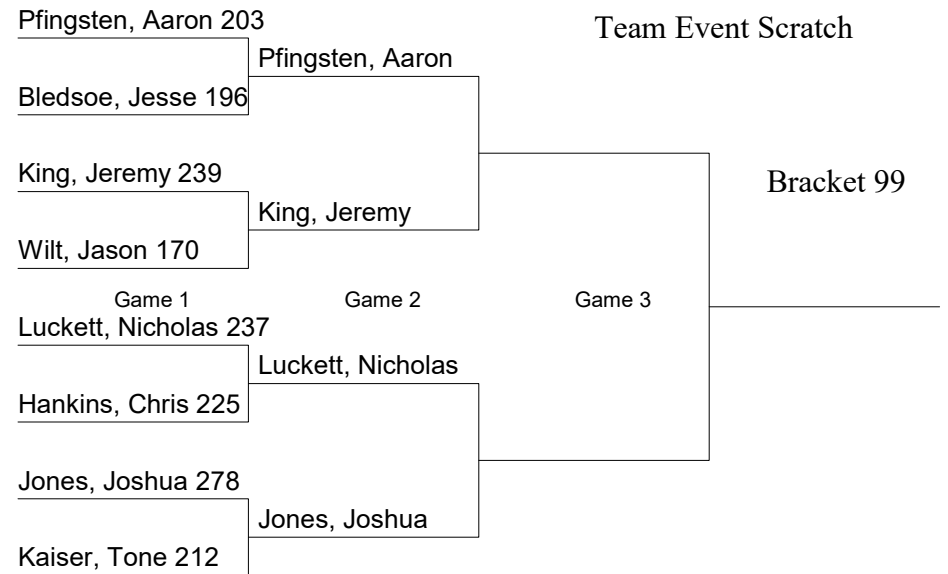 Pfingsten, Aaron 203
Team Event Scratch
Pfingsten, Aaron
Bledsoe, Jesse 196
King, Jeremy 239
Bracket 99
King, Jeremy
Wilt, Jason 170
Game 1
Game 2
Game 3
Luckett, Nicholas 237
Luckett, Nicholas
Hankins, Chris 225
Jones, Joshua 278
Jones, Joshua
Kaiser, Tone 212